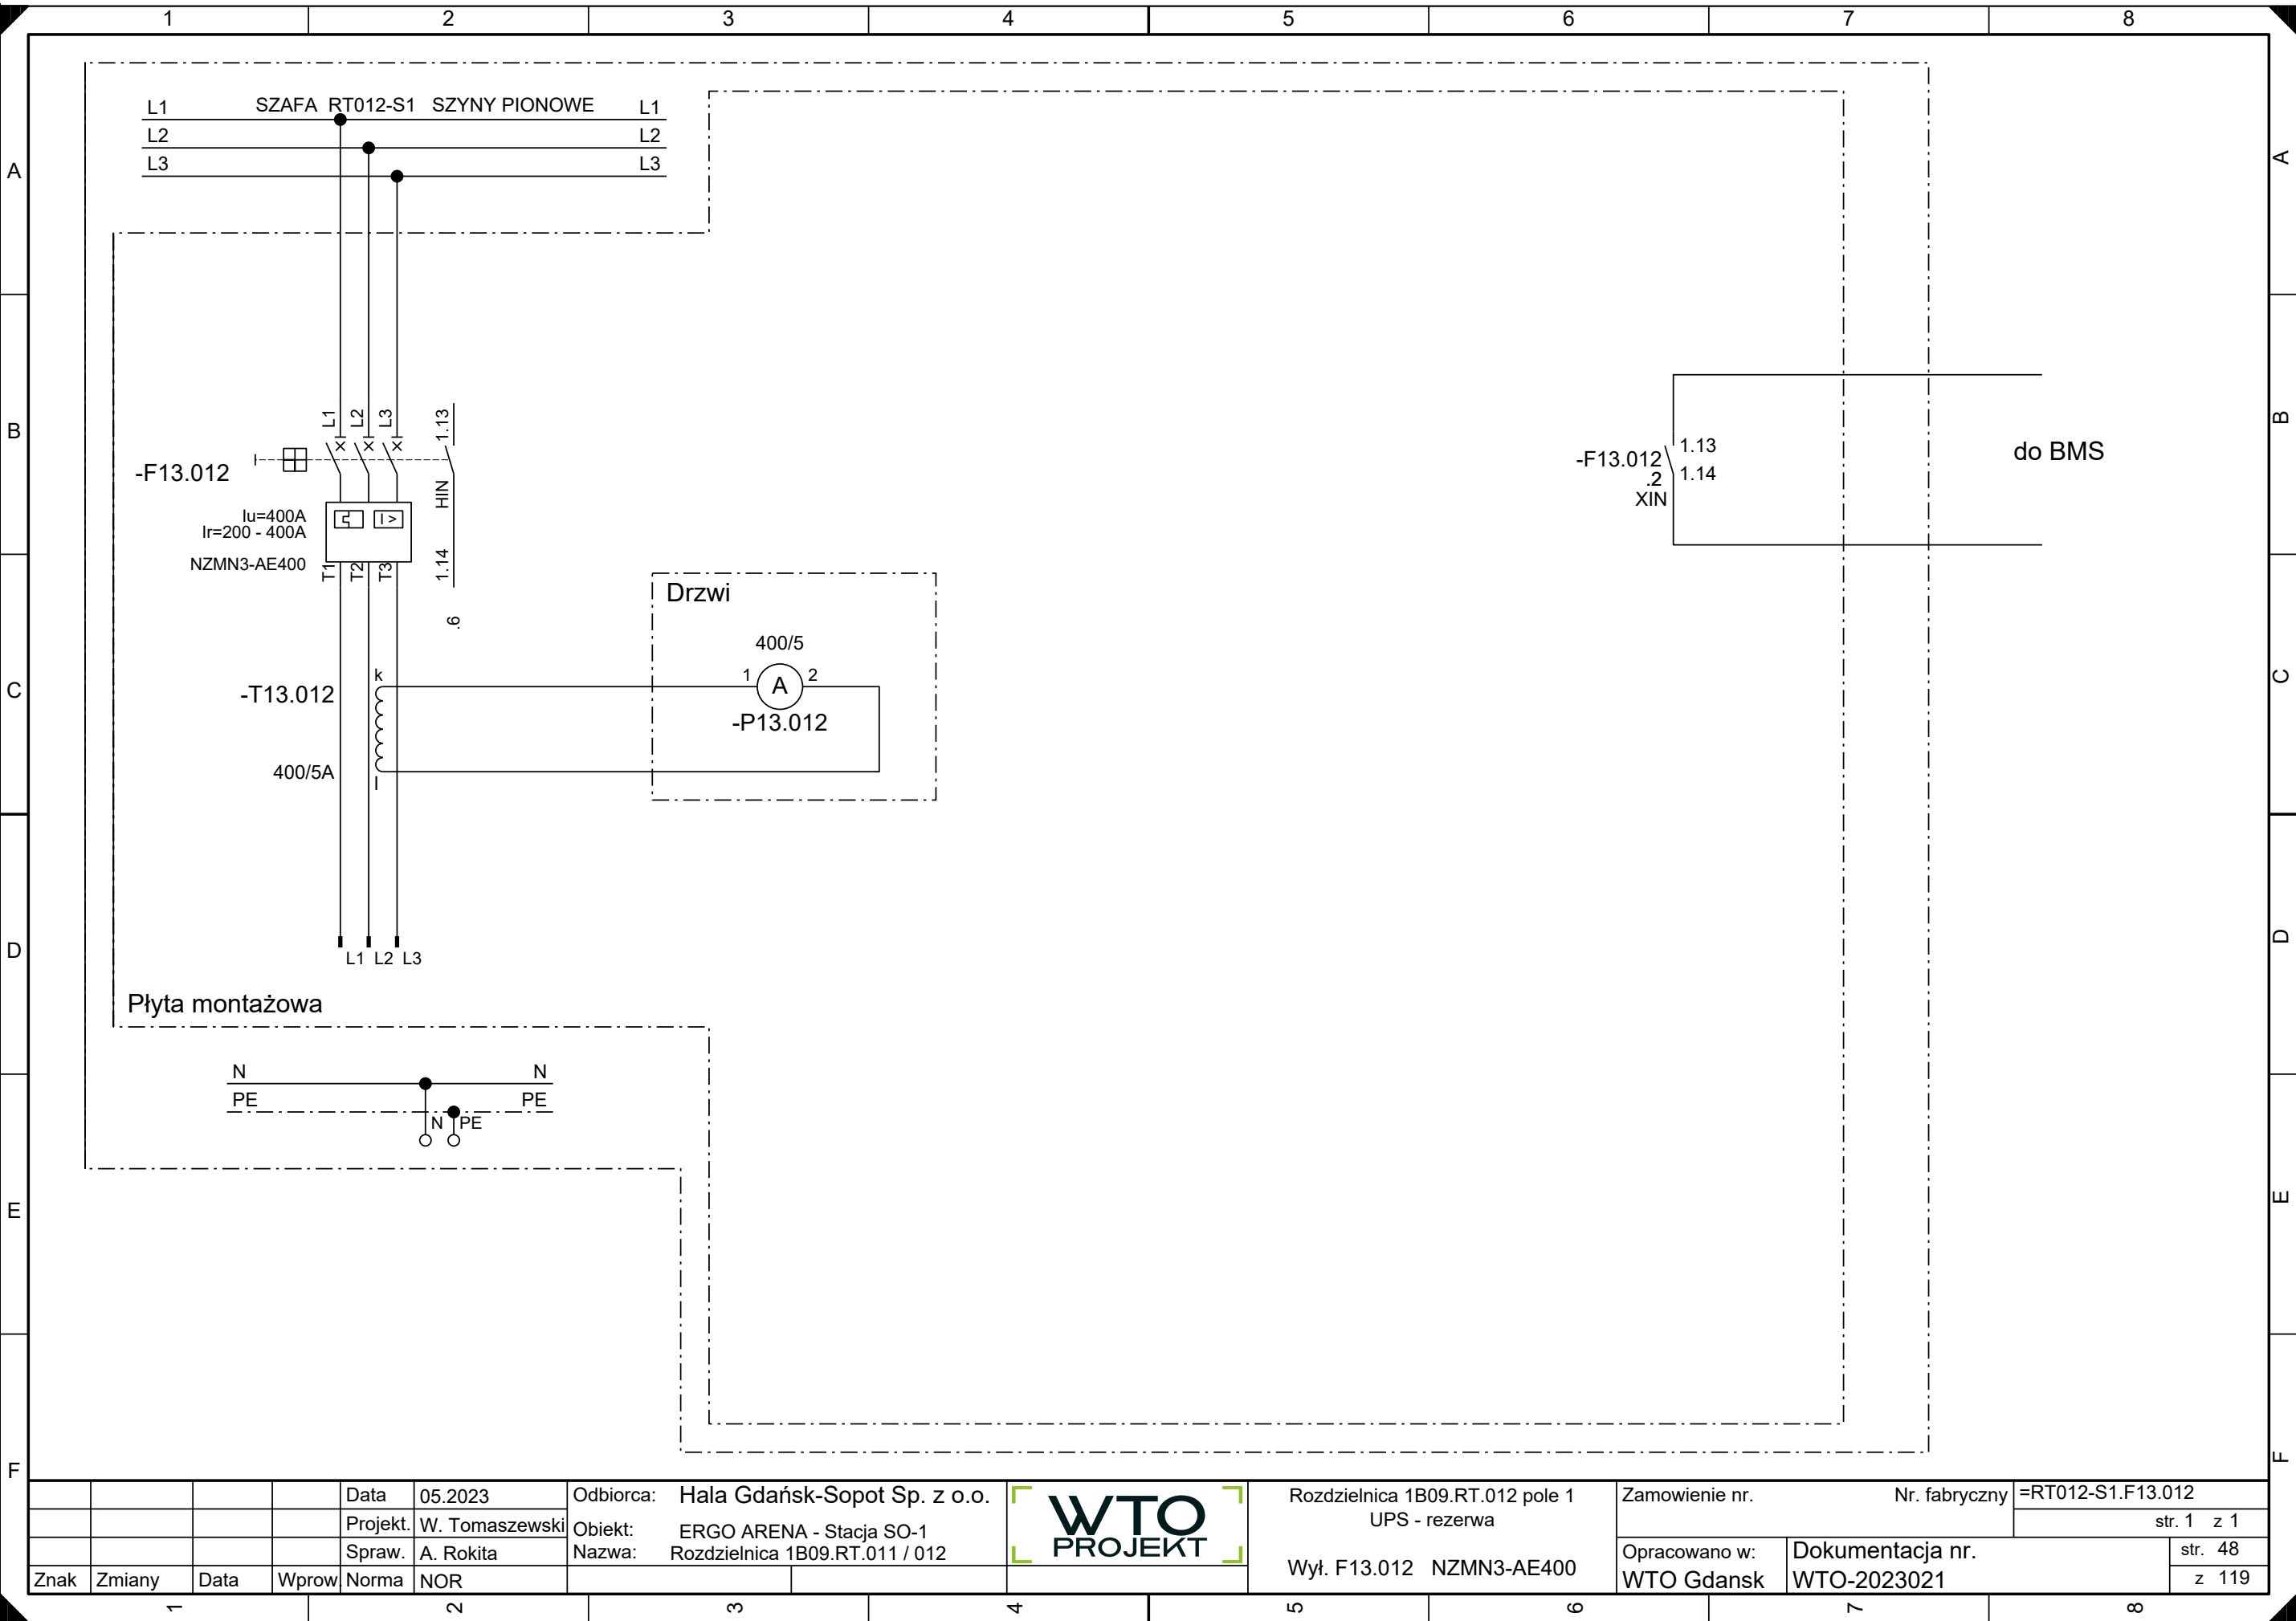 1 2 3 4 5 6 7 8
A A
L1 SZAFA RT012-S1 SZYNY PIONOWE L1
L2 L2
L3 L3
B B
L1 L2 L3 1.13
-F13.012
HIN
Iu=400A
Ir=200 - 400A
I >
NZMN3-AE400
T1 T2 T3 1.14
.6
-F13.012 1.13
.2 1.14
XIN
do BMS
C C
Drzwi
400/5
1 A 2
-P13.012
k
-T13.012
400/5A
l
D D
L1 L2 L3
Płyta montażowa
N N
PE PE
N PE
E E
F F
Data 05.2023
Projekt. W. Tomaszewski
Spraw. A. Rokita
Znak Zmiany Data Wprow. Norma NOR
Odbiorca: Hala Gdańsk-Sopot Sp. z o.o.
Obiekt: ERGO ARENA - Stacja SO-1
Nazwa: Rozdzielnica 1B09.RT.011 / 012
WTO
PROJEKT
Rozdzielnica 1B09.RT.012 pole 1
UPS - rezerwa
Wył. F13.012 NZMN3-AE400
Zamowienie nr. Nr. fabryczny =RT012-S1.F13.012
str. 1 z 1
Opracowano w: Dokumentacja nr. str. 48
WTO Gdansk WTO-2023021 z 119
1 2 3 4 5 6 7 8